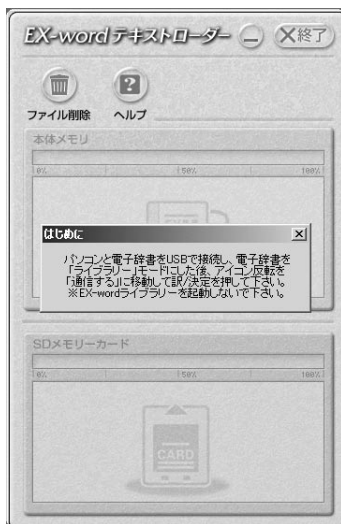 EX-word テキストローダー
終了
ファイル削除 ヘルプ
本体メモリ
0% 50% 100%
はじめに
パソコンと電子辞書をUSBで接続し、電子辞書を
「ライブラリー」モードにした後、アイコン反転を
「通信する」に移動して訳/決定を押して下さい。
※EX-wordライブラリーを起動しないで下さい。
SDメモリーカード
0% 50% 100%
CARD